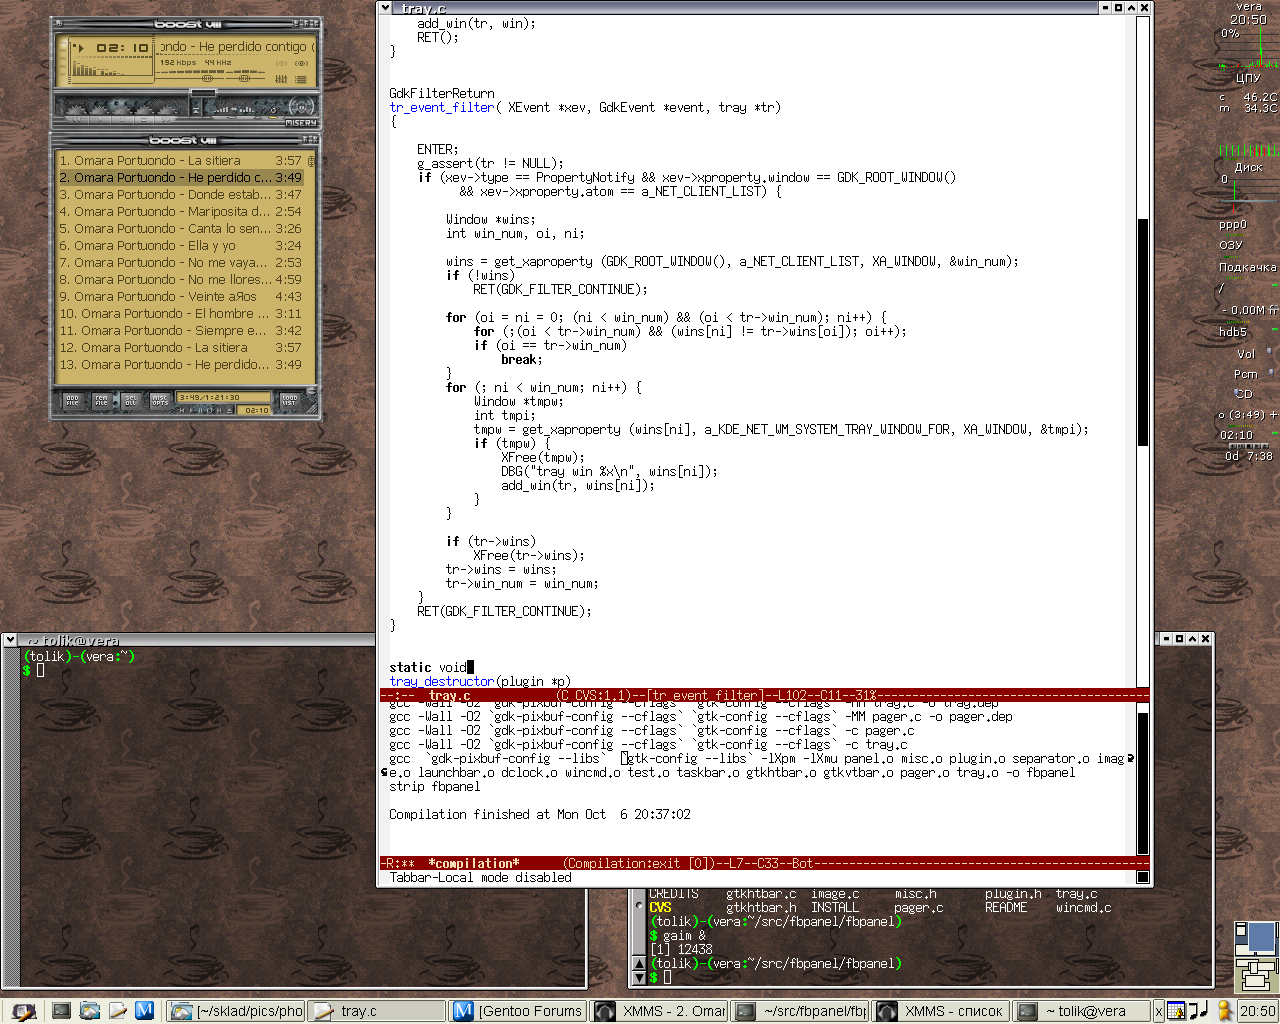 boost viii
02: 10
ondo - He perdido contigo (
192 kbps 44 kHz
MISERY
boost viii
1. Omara Portuondo - La sitiera 3:57
2. Omara Portuondo - He perdido c... 3:49
3. Omara Portuondo - Donde estab... 3:47
4. Omara Portuondo - Mariposita d... 2:54
5. Omara Portuondo - Canta lo sen... 3:26
6. Omara Portuondo - Ella y yo 3:24
7. Omara Portuondo - No me vaya... 2:53
8. Omara Portuondo - No me llores... 4:59
9. Omara Portuondo - Veinte aЯos 4:43
10. Omara Portuondo - El hombre ... 3:11
11. Omara Portuondo - Siempre e... 3:42
12. Omara Portuondo - La sitiera 3:57
13. Omara Portuondo - He perdido... 3:49
ADD FILE REM FILE SEL ALL MISC OPTS 3:49/1:21:30 LOAD LIST
02:10
tray.c
    add_win(tr, win);
    RET();
}
GdkFilterReturn
tr_event_filter( XEvent *xev, GdkEvent *event, tray *tr)
{
    ENTER;
    g_assert(tr != NULL);
    if (xev->type == PropertyNotify && xev->xproperty.window == GDK_ROOT_WINDOW()
          && xev->xproperty.atom == a_NET_CLIENT_LIST) {
        Window *wins;
        int win_num, oi, ni;
        wins = get_xaproperty (GDK_ROOT_WINDOW(), a_NET_CLIENT_LIST, XA_WINDOW, &win_num);
        if (!wins)
            RET(GDK_FILTER_CONTINUE);
        for (oi = ni = 0; (ni < win_num) && (oi < tr->win_num); ni++) {
            for (;(oi < tr->win_num) && (wins[ni] != tr->wins[oi]); oi++);
            if (oi == tr->win_num)
                break;
        }
        for (; ni < win_num; ni++) {
            Window *tmpw;
            int tmpi;
            tmpw = get_xaproperty (wins[ni], a_KDE_NET_WM_SYSTEM_TRAY_WINDOW_FOR, XA_WINDOW, &tmpi);
            if (tmpw) {
                XFree(tmpw);
                DBG("tray win %x\n", wins[ni]);
                add_win(tr, wins[ni]);
            }
        }
        if (tr->wins)
            XFree(tr->wins);
        tr->wins = wins;
        tr->win_num = win_num;
    }
    RET(GDK_FILTER_CONTINUE);
}
static void
tray_destructor(plugin *p)
--:-- tray.c (C CVS:1.1)--[tr_event_filter]--L102--C11--31%
gcc -Wall -O2 `gdk-pixbuf-config --cflags` `gtk-config --cflags` -MM tray.c -o tray.dep
gcc -Wall -O2 `gdk-pixbuf-config --cflags` `gtk-config --cflags` -MM pager.c -o pager.dep
gcc -Wall -O2 `gdk-pixbuf-config --cflags` `gtk-config --cflags` -c pager.c
gcc -Wall -O2 `gdk-pixbuf-config --cflags` `gtk-config --cflags` -c tray.c
gcc `gdk-pixbuf-config --libs` `gtk-config --libs` -lXpm -lXmu panel.o misc.o plugin.o separator.o imag
e.o launchbar.o dclock.o wincmd.o test.o taskbar.o gtkhtbar.o gtkvtbar.o pager.o tray.o -o fbpanel
strip fbpanel
Compilation finished at Mon Oct  6 20:37:02
-R:** *compilation* (Compilation:exit [0])--L7--C33--Bot
Tabbar-Local mode disabled
~ tolik@vera
(tolik)-(vera:~)
$
CREDITS gtkhtbar.c image.c misc.h plugin.h tray.c
CVS gtkhtbar.h INSTALL pager.c README wincmd.c
(tolik)-(vera:~/src/fbpanel/fbpanel)
$ gaim &
[1] 12438
(tolik)-(vera:~/src/fbpanel/fbpanel)
$
vera
20:50
0%
ЦПУ
c 46.2C
m 34.3C
Диск
0
ppp0
ОЗУ
Подкачка
/
- 0.00M fr
hdb5
Vol
Pcm
CD
o (3:49) +
02:10
0d 7:38
[~/sklad/pics/pho
tray.c
[Gentoo Forums
XMMS - 2. Omar
~/src/fbpanel/fbp
XMMS - список
~ tolik@vera
20:50